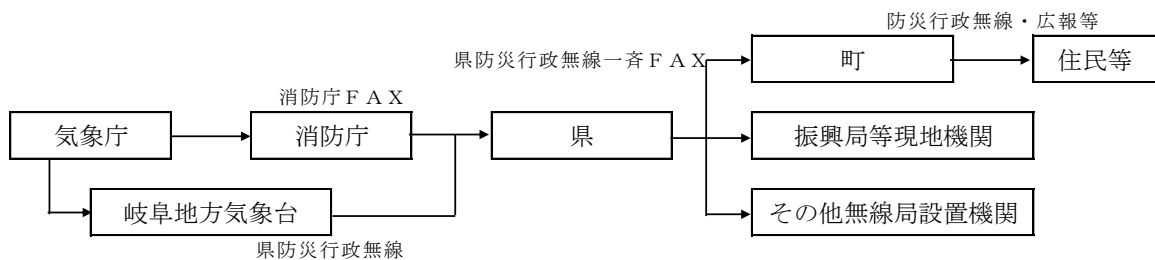 防災行政無線・広報等
県防災行政無線一斉ＦＡＸ
町
住民等
消防庁ＦＡＸ
気象庁
消防庁
県
振興局等現地機関
岐阜地方気象台
その他無線局設置機関
県防災行政無線